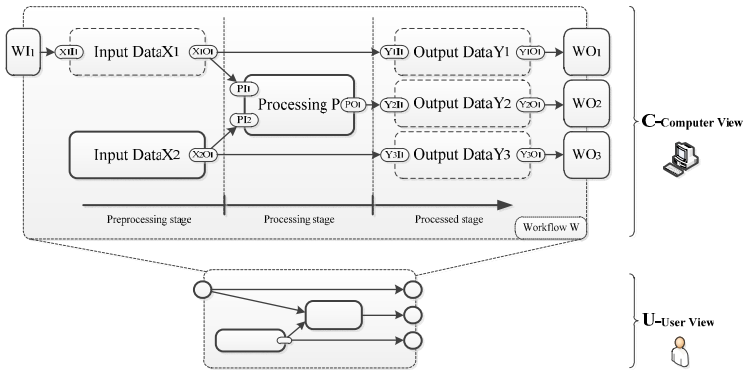 WI1 X1I1 Input DataX1 X1O1 Y1I1 Output DataY1 Y1O1 WO1
PI1
Processing P PO1 Y2I1 Output DataY2 Y2O1 WO2
PI2
C-Computer View
Input DataX2 X2O1 Y3I1 Output DataY3 Y3O1 WO3
Preprocessing stage Processing stage Processed stage
Workflow W
U-User View